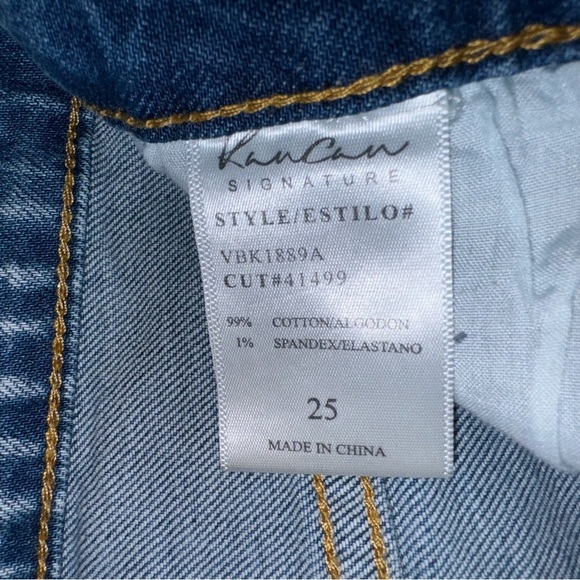 KanCan
SIGNATURE
STYLE/ESTILO#
VBK1889A
CUT#41499
99% COTTON/ALGODON
1% SPANDEX/ELASTANO
25
MADE IN CHINA